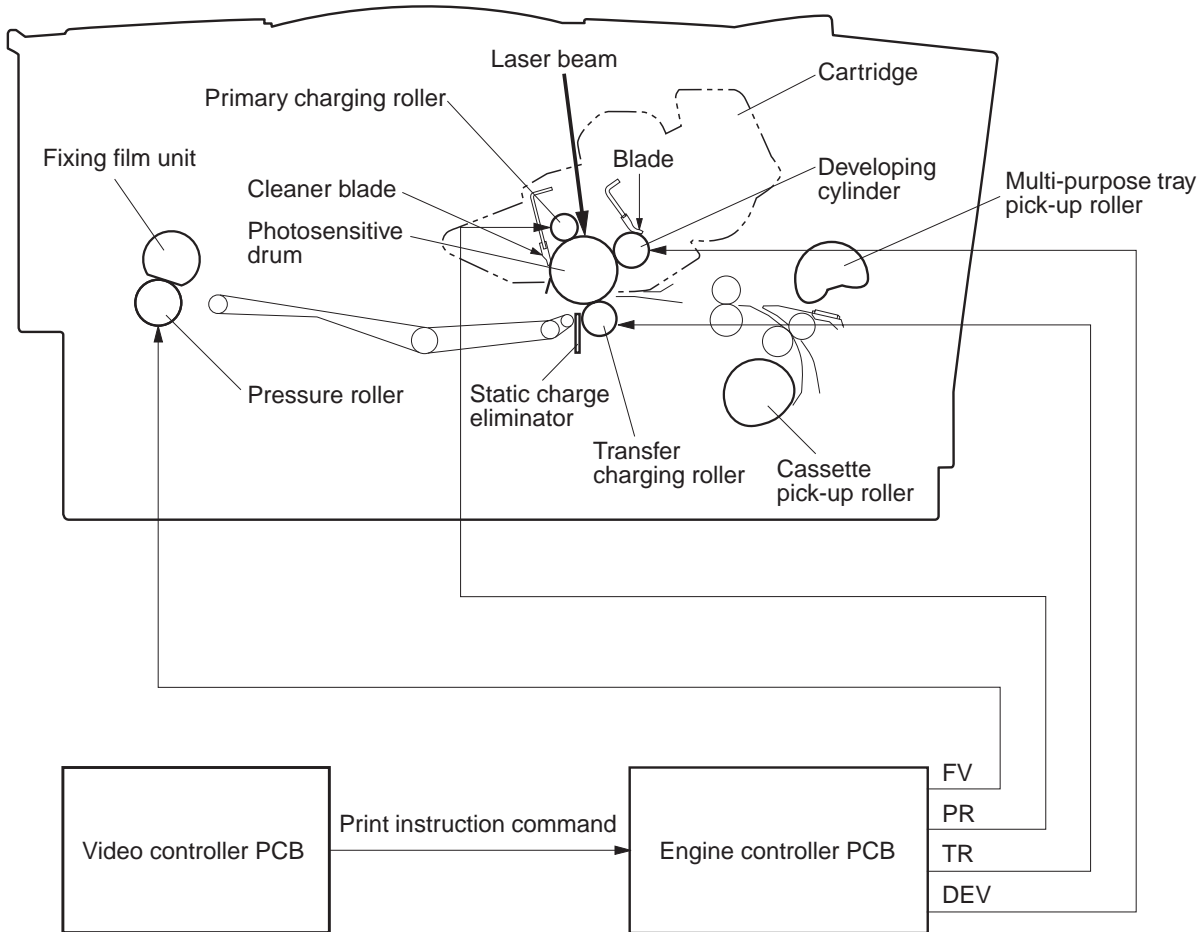 Laser beam
Cartridge
Primary charging roller
Fixing film unit
Blade
Developing
cylinder
Multi-purpose tray
pick-up roller
Cleaner blade
Photosensitive
drum
Pressure roller
Static charge
eliminator
Transfer
charging roller
Cassette
pick-up roller
FV
PR
TR
DEV
Video controller PCB
Print instruction command
Engine controller PCB